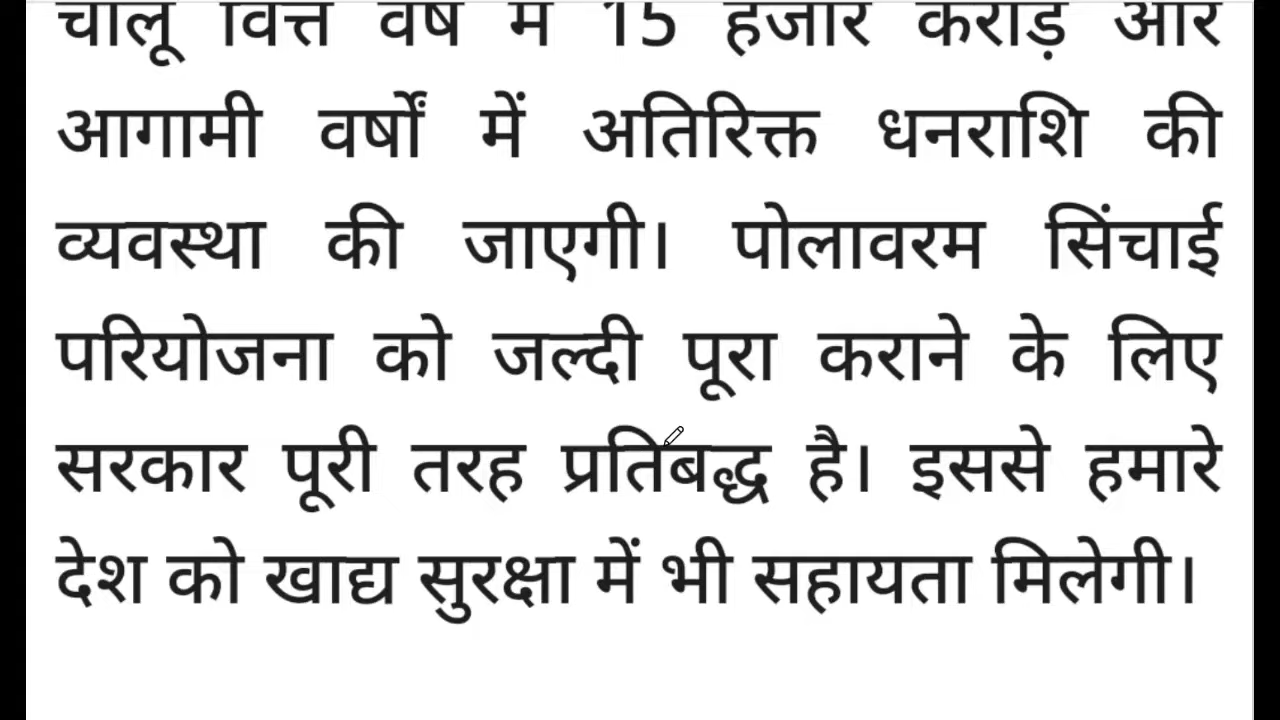 चालू वित्त वर्ष में 15 हजार करोड़ और
आगामी वर्षों में अतिरिक्त धनराशि की
व्यवस्था की जाएगी। पोलावरम सिंचाई
परियोजना को जल्दी पूरा कराने के लिए
सरकार पूरी तरह प्रतिबद्ध है। इससे हमारे
देश को खाद्य सुरक्षा में भी सहायता मिलेगी।